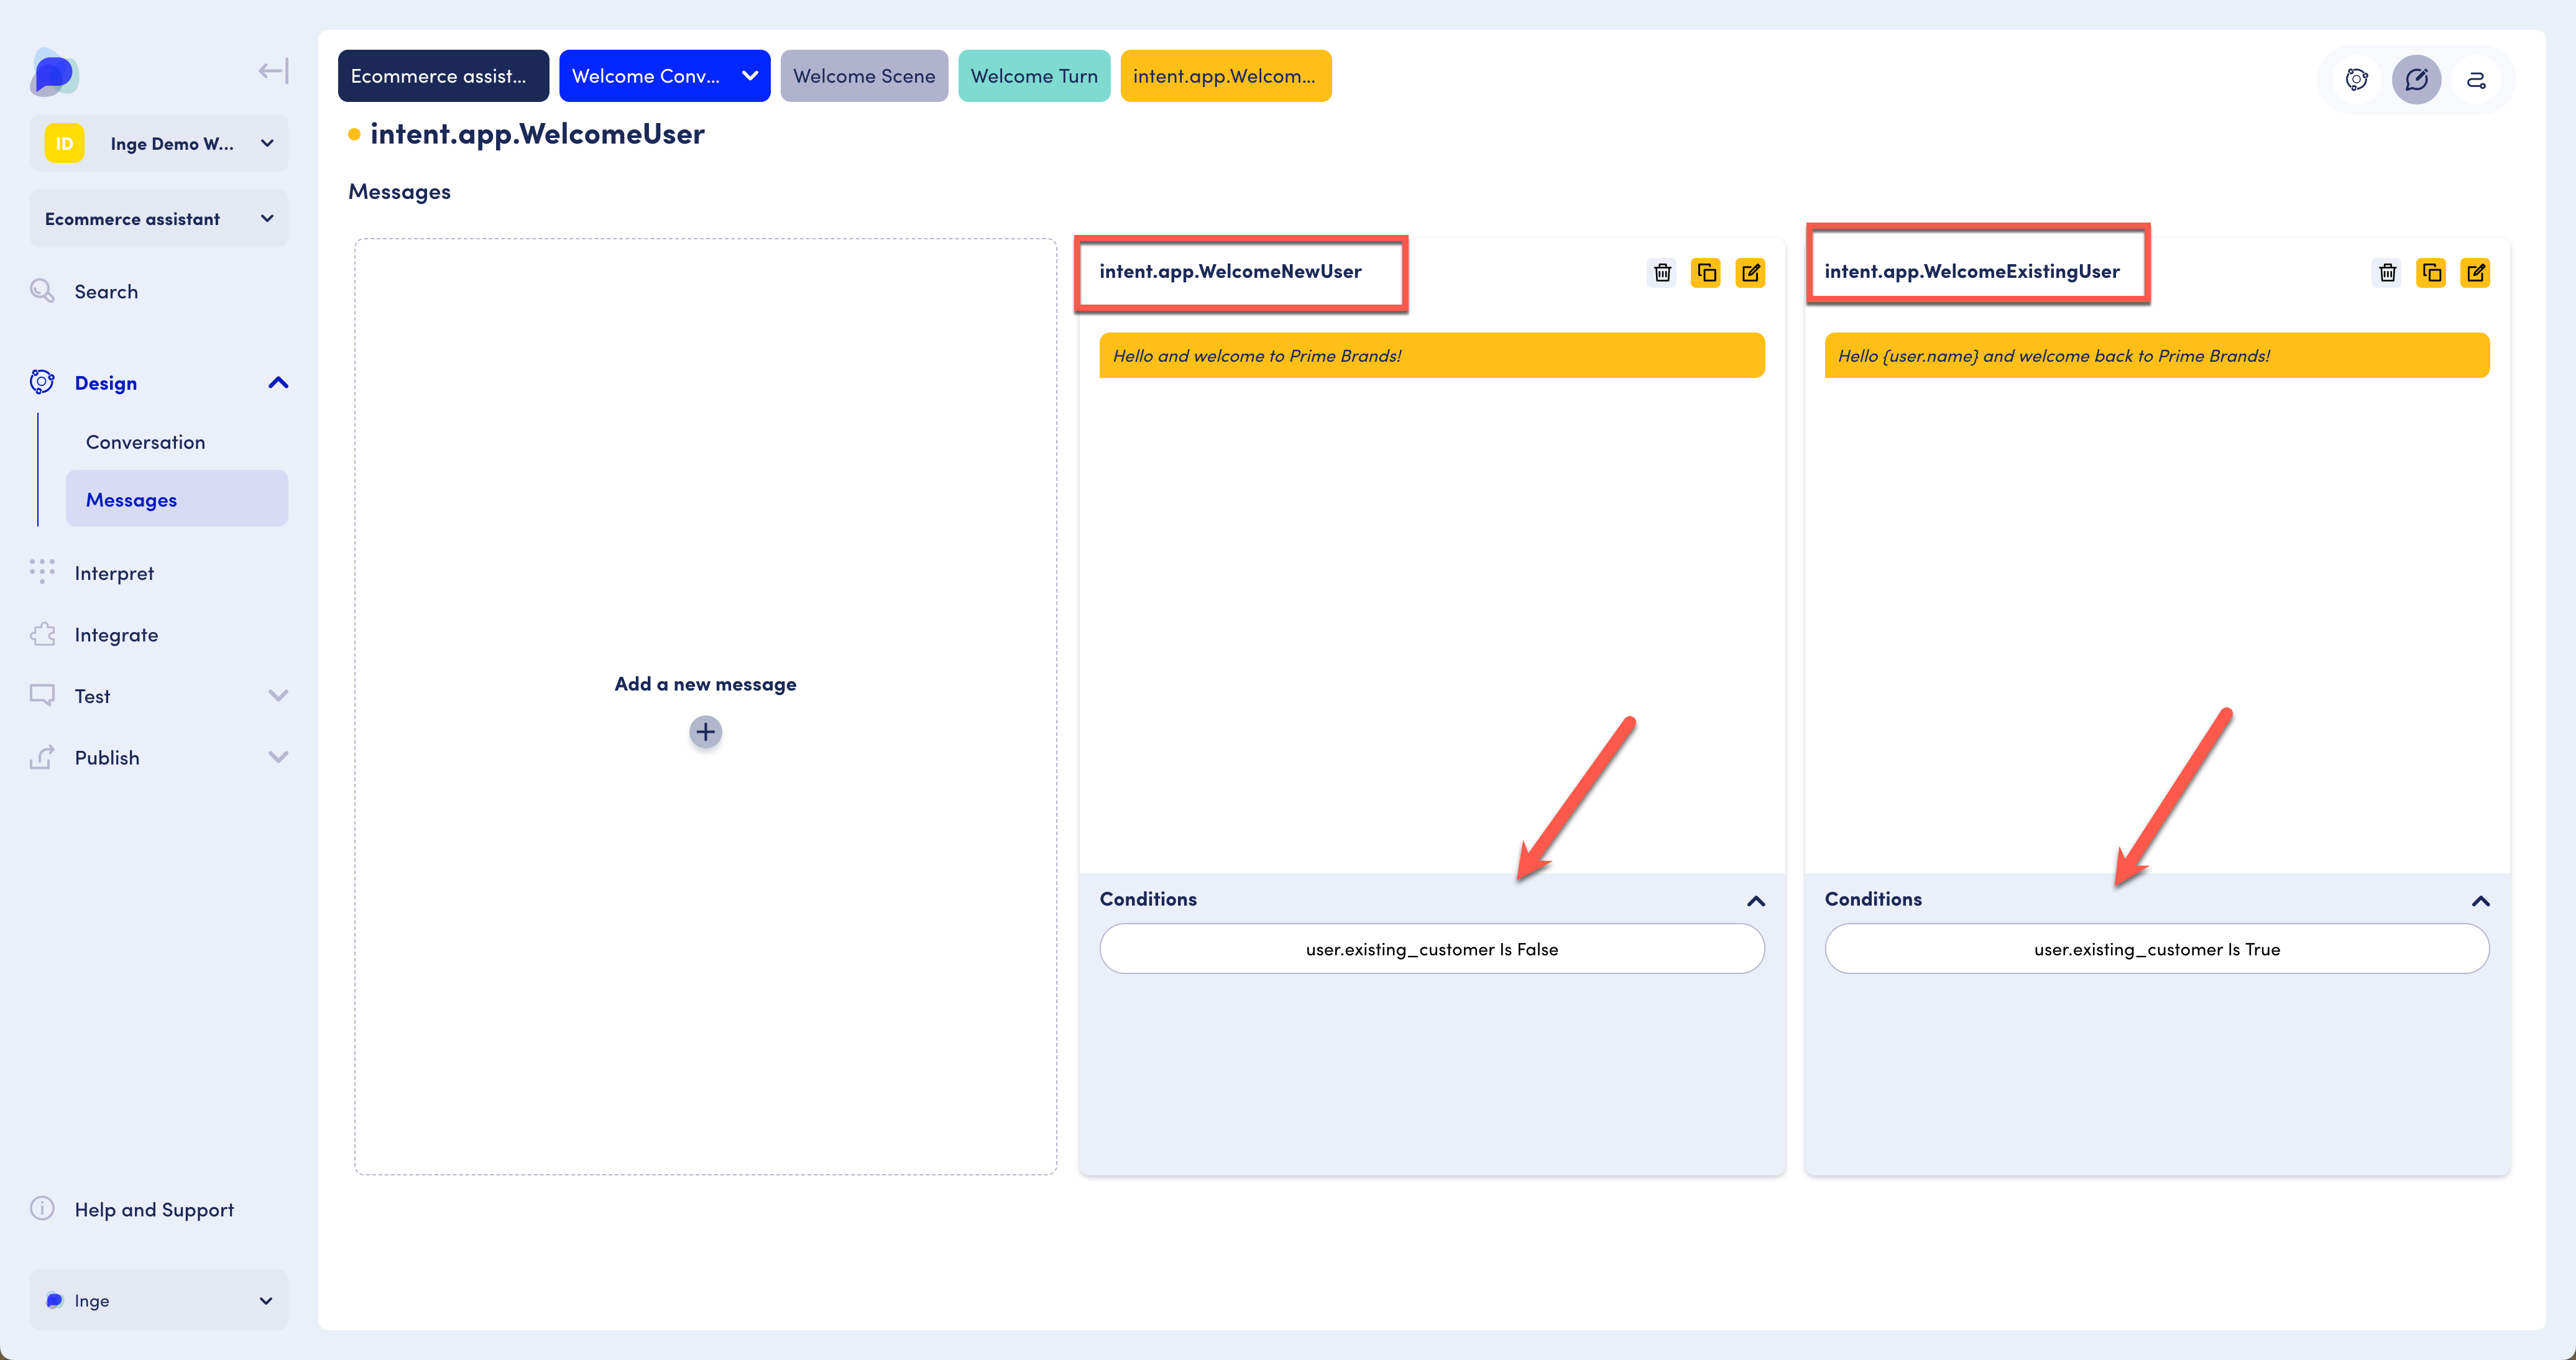 ID
Inge Demo W...
Ecommerce assistant
Search
Design
Conversation
Messages
Interpret
Integrate
Test
Publish
Help and Support
Inge
Ecommerce assist...
Welcome Conv...
Welcome Scene
Welcome Turn
intent.app.Welcom...
intent.app.WelcomeUser
Messages
Add a new message
intent.app.WelcomeNewUser
Hello and welcome to Prime Brands!
Conditions
user.existing_customer Is False
intent.app.WelcomeExistingUser
Hello {user.name} and welcome back to Prime Brands!
Conditions
user.existing_customer Is True